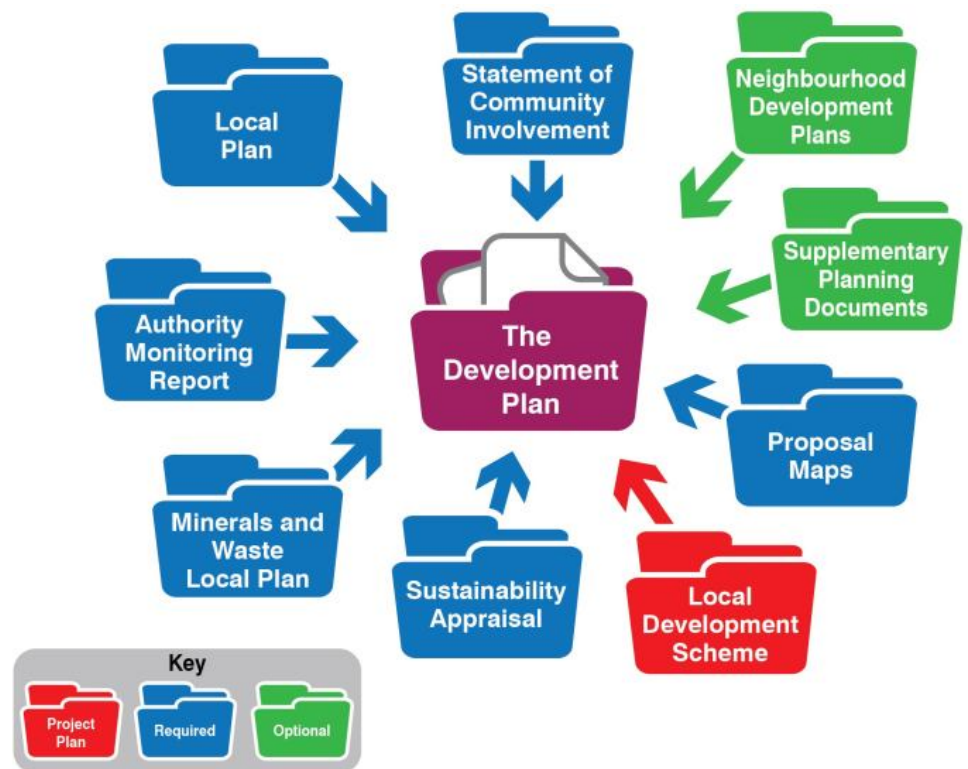 Local
Plan
Statement of
Community
Involvement
Neighbourhood
Development
Plans
Supplementary
Planning
Documents
Authority
Monitoring
Report
The
Development
Plan
Proposal
Maps
Minerals and
Waste
Local Plan
Sustainability
Appraisal
Local
Development
Scheme
Key
Project
Plan
Required
Optional